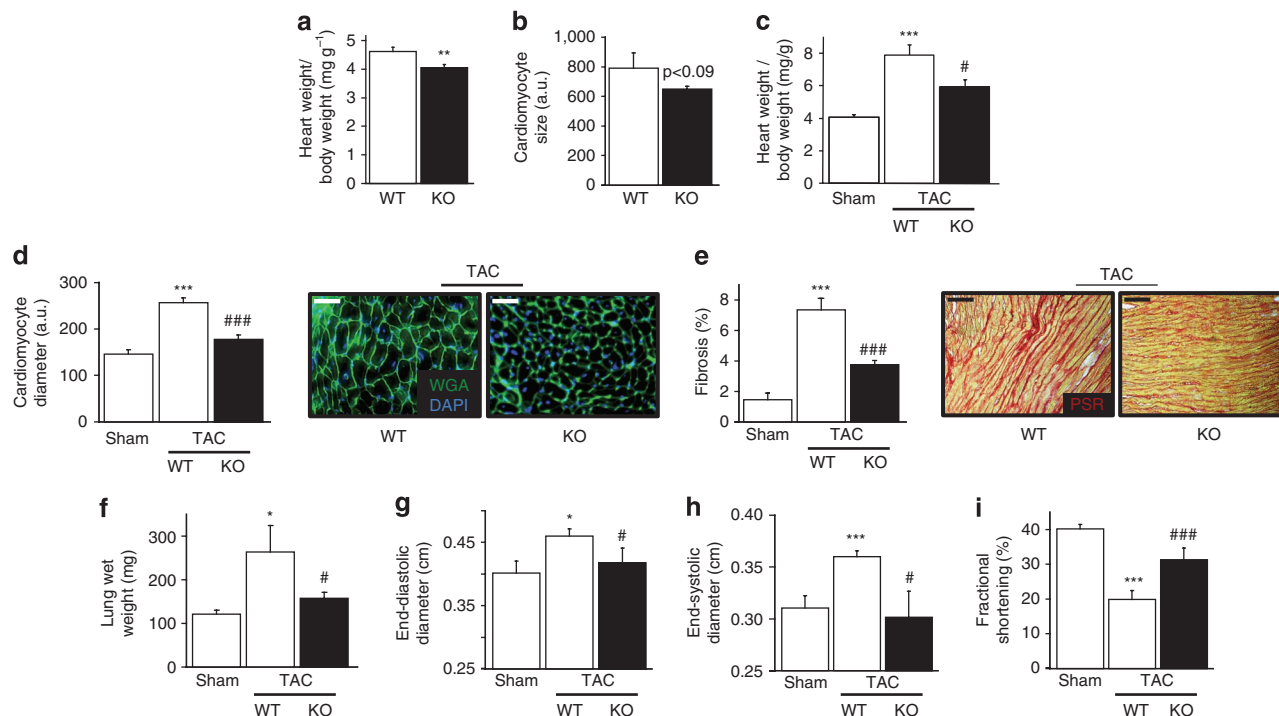 a
Heart weight/
body weight (mg g⁻¹)
5
4
3
2
1
0
**
WT KO
b
Cardiomyocyte
size (a.u.)
1,000
800
600
400
200
0
p<0.09
WT KO
c
Heart weight /
body weight (mg/g)
8
6
4
2
0
***
#
Sham TAC
WT KO
d
Cardiomyocyte
diameter (a.u.)
300
200
100
0
***
###
Sham TAC
WT KO
TAC
WGA
DAPI
WT KO
e
Fibrosis (%)
8
6
4
2
0
***
###
Sham TAC
WT KO
TAC
PSR
WT KO
f
Lung wet
weight (mg)
300
200
100
0
*
#
Sham TAC
WT KO
g
End-diastolic
diameter (cm)
0.45
0.35
0.25
*
#
Sham TAC
WT KO
h
End-systolic
diameter (cm)
0.40
0.35
0.30
0.25
***
#
Sham TAC
WT KO
i
Fractional
shortening (%)
40
30
20
10
0
***
###
Sham TAC
WT KO